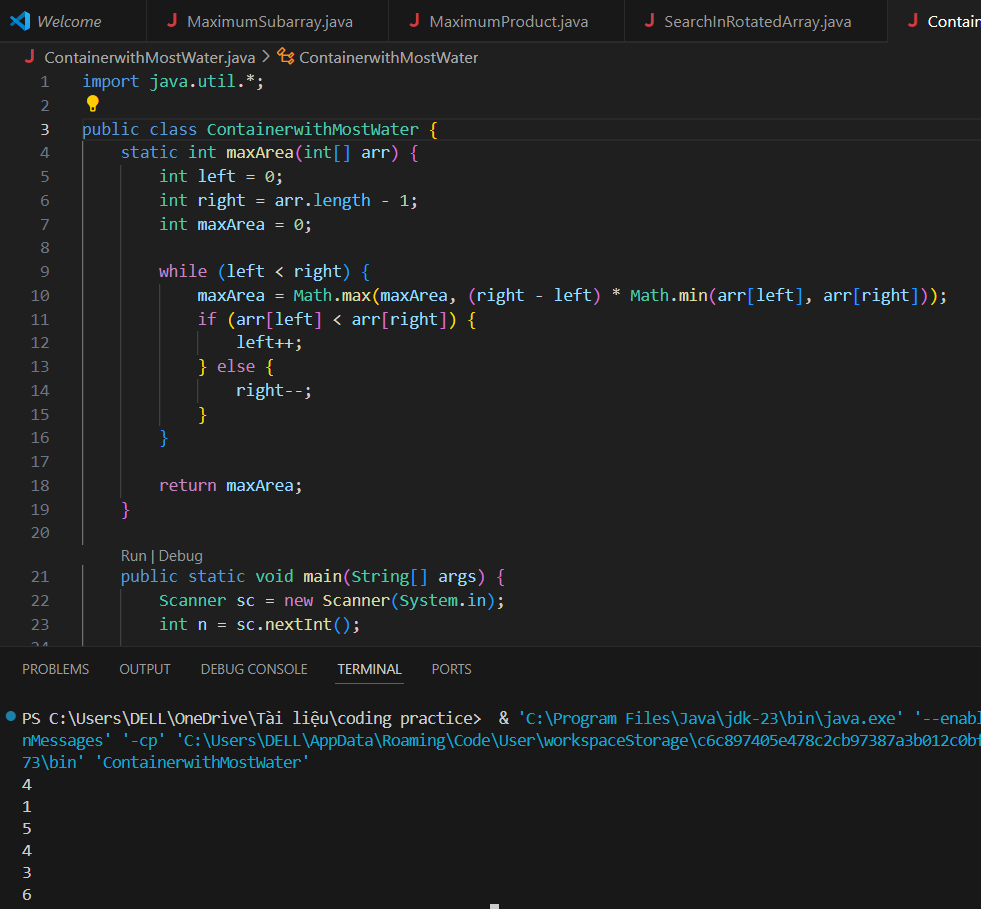 Welcome MaximumSubarray.java MaximumProduct.java SearchInRotatedArray.java Contain
ContainerwithMostWater.java > ContainerwithMostWater
1 import java.util.*;
2
3 public class ContainerwithMostWater {
4 static int maxArea(int[] arr) {
5 int left = 0;
6 int right = arr.length - 1;
7 int maxArea = 0;
8
9 while (left < right) {
10 maxArea = Math.max(maxArea, (right - left) * Math.min(arr[left], arr[right]));
11 if (arr[left] < arr[right]) {
12 left++;
13 } else {
14 right--;
15 }
16 }
17
18 return maxArea;
19 }
20
Run | Debug
21 public static void main(String[] args) {
22 Scanner sc = new Scanner(System.in);
23 int n = sc.nextInt();
PROBLEMS OUTPUT DEBUG CONSOLE TERMINAL PORTS
PS C:\Users\DELL\OneDrive\Tài liệu\coding practice> & 'C:\Program Files\Java\jdk-23\bin\java.exe' '--enabl
nMessages' '-cp' 'C:\Users\DELL\AppData\Roaming\Code\User\workspaceStorage\c6c897405e478c2cb97387a3b012c0bf
73\bin' 'ContainerwithMostWater'
4
1
5
4
3
6